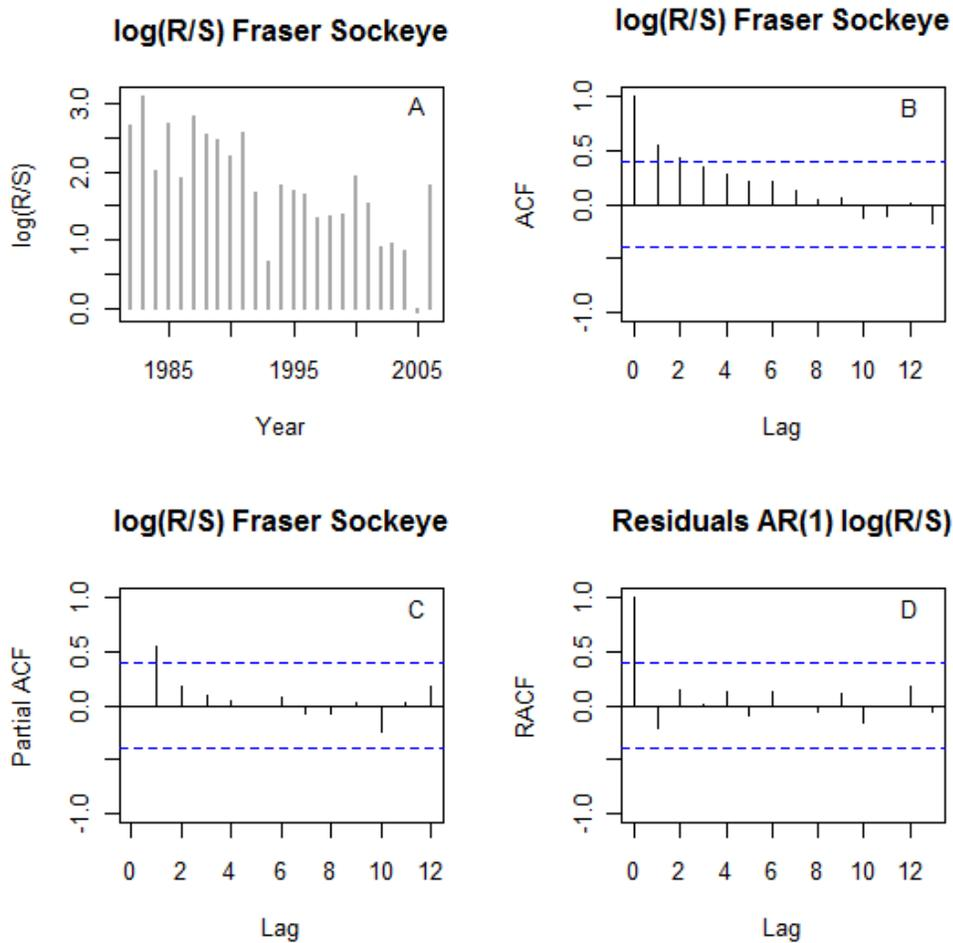 log(R/S) Fraser Sockeye
A
3.0
2.0
1.0
0.0
log(R/S)
1985 1995 2005
Year
log(R/S) Fraser Sockeye
B
1.0
0.5
0.0
-1.0
ACF
0 2 4 6 8 10 12
Lag
log(R/S) Fraser Sockeye
C
1.0
0.5
0.0
-1.0
Partial ACF
0 2 4 6 8 10 12
Lag
Residuals AR(1) log(R/S)
D
1.0
0.5
0.0
-1.0
RACF
0 2 4 6 8 10 12
Lag